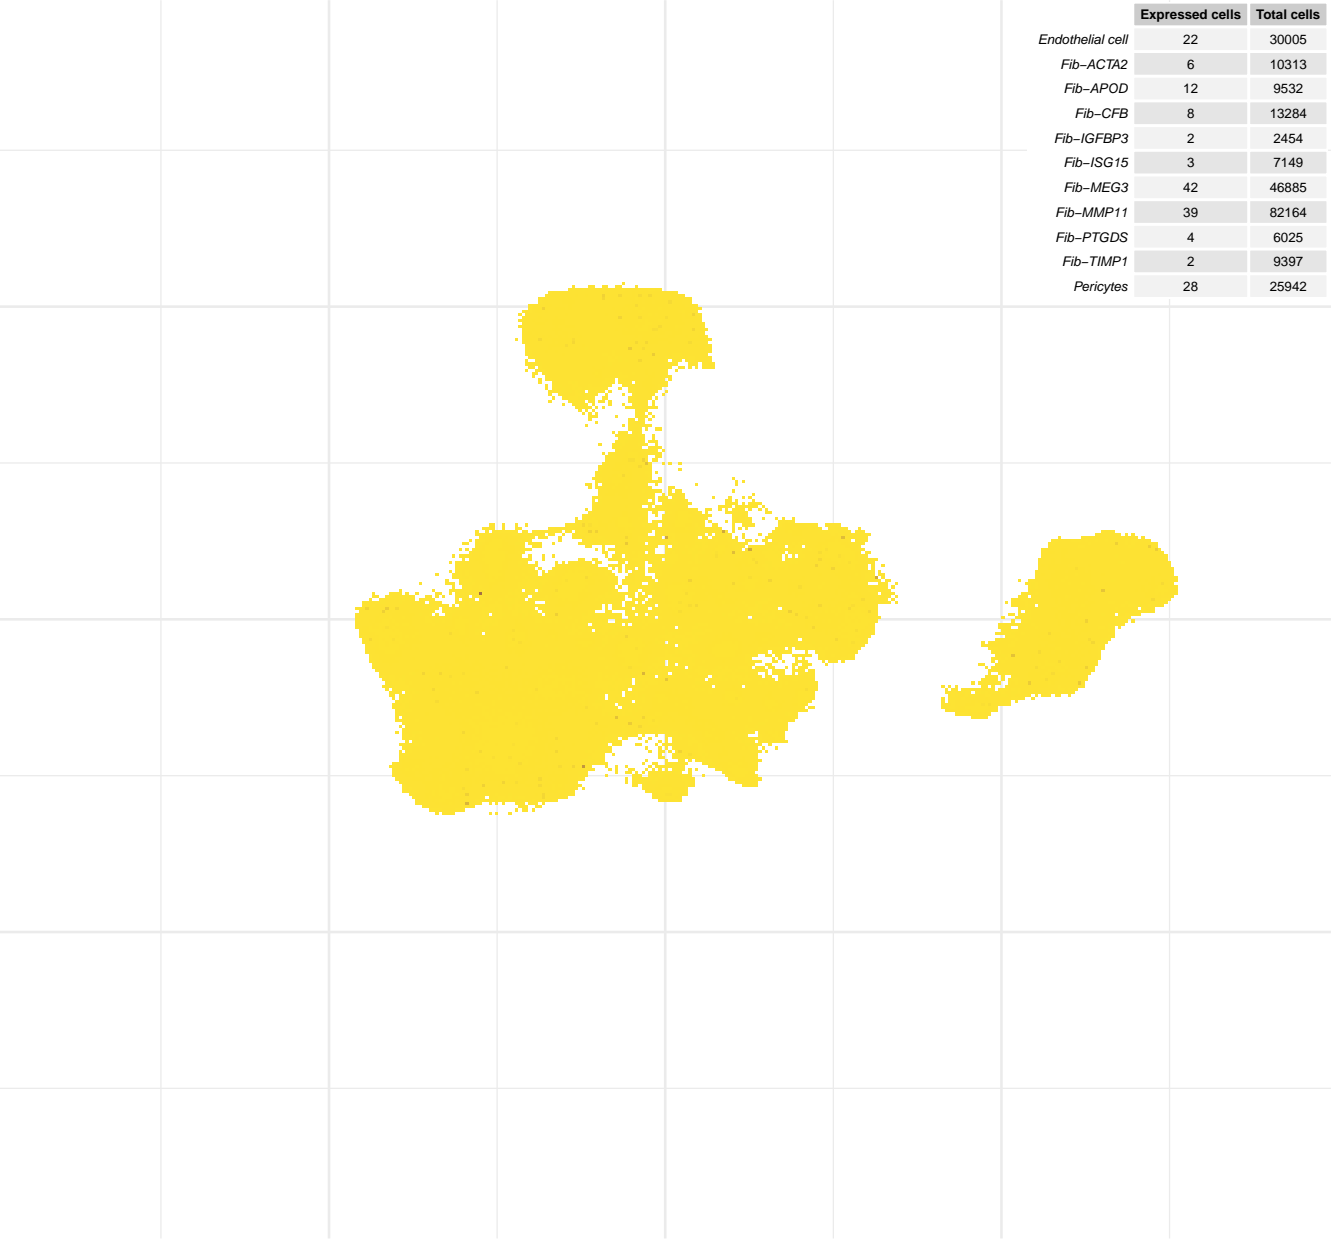 Expressed cells Total cells
Endothelial cell 22 30005
Fib−ACTA2 6 10313
Fib−APOD 12 9532
Fib−CFB 8 13284
Fib−IGFBP3 2 2454
Fib−ISG15 3 7149
Fib−MEG3 42 46885
Fib−MMP11 39 82164
Fib−PTGDS 4 6025
Fib−TIMP1 2 9397
Pericytes 28 25942